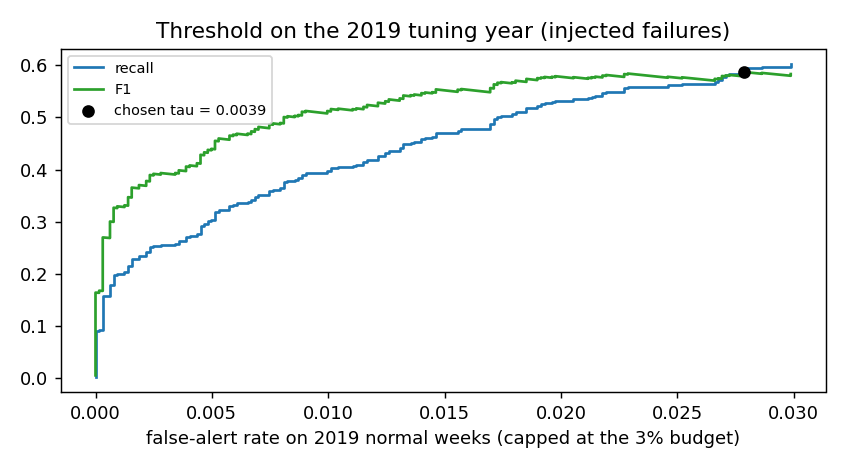 Threshold on the 2019 tuning year (injected failures)
recall
F1
chosen tau = 0.0039
0.6
0.5
0.4
0.3
0.2
0.1
0.0
0.000 0.005 0.010 0.015 0.020 0.025 0.030
false-alert rate on 2019 normal weeks (capped at the 3% budget)